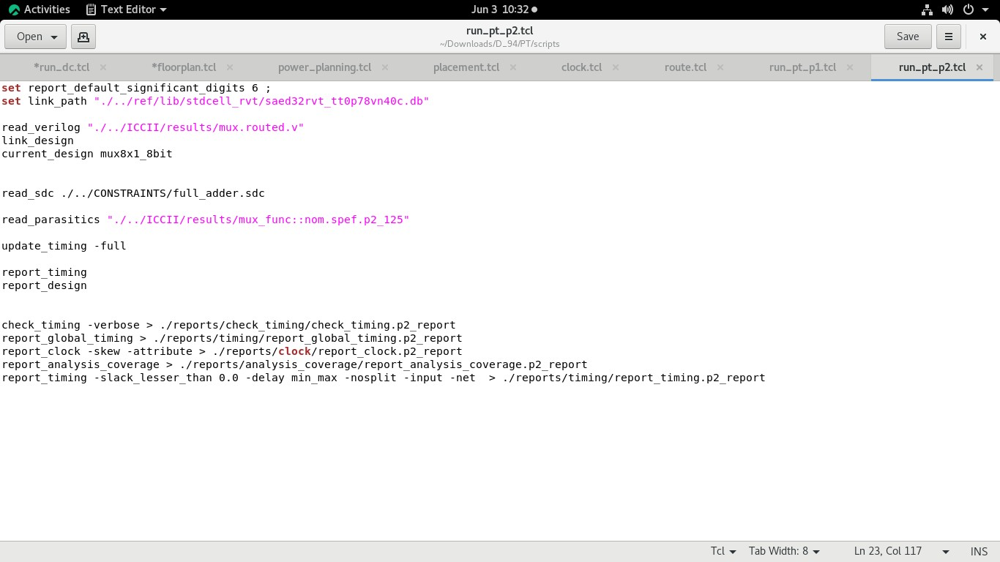 Activities Text Editor Jun 3 10:32
Open run_pt_p2.tcl Save
~/Downloads/D_94/PT/scripts
*run_dc.tcl *floorplan.tcl power_planning.tcl placement.tcl clock.tcl route.tcl run_pt_p1.tcl run_pt_p2.tcl
set report_default_significant_digits 6 ;
set link_path "./../ref/lib/stdcell_rvt/saed32rvt_tt0p78vn40c.db"
read_verilog "./../ICCII/results/mux.routed.v"
link_design
current_design mux8x1_8bit
read_sdc ./../CONSTRAINTS/full_adder.sdc
read_parasitics "./../ICCII/results/mux_func::nom.spef.p2_125"
update_timing -full
report_timing
report_design
check_timing -verbose > ./reports/check_timing/check_timing.p2_report
report_global_timing > ./reports/timing/report_global_timing.p2_report
report_clock -skew -attribute > ./reports/clock/report_clock.p2_report
report_analysis_coverage > ./reports/analysis_coverage/report_analysis_coverage.p2_report
report_timing -slack_lesser_than 0.0 -delay min_max -nosplit -input -net  > ./reports/timing/report_timing.p2_report
Tcl Tab Width: 8 Ln 23, Col 117 INS